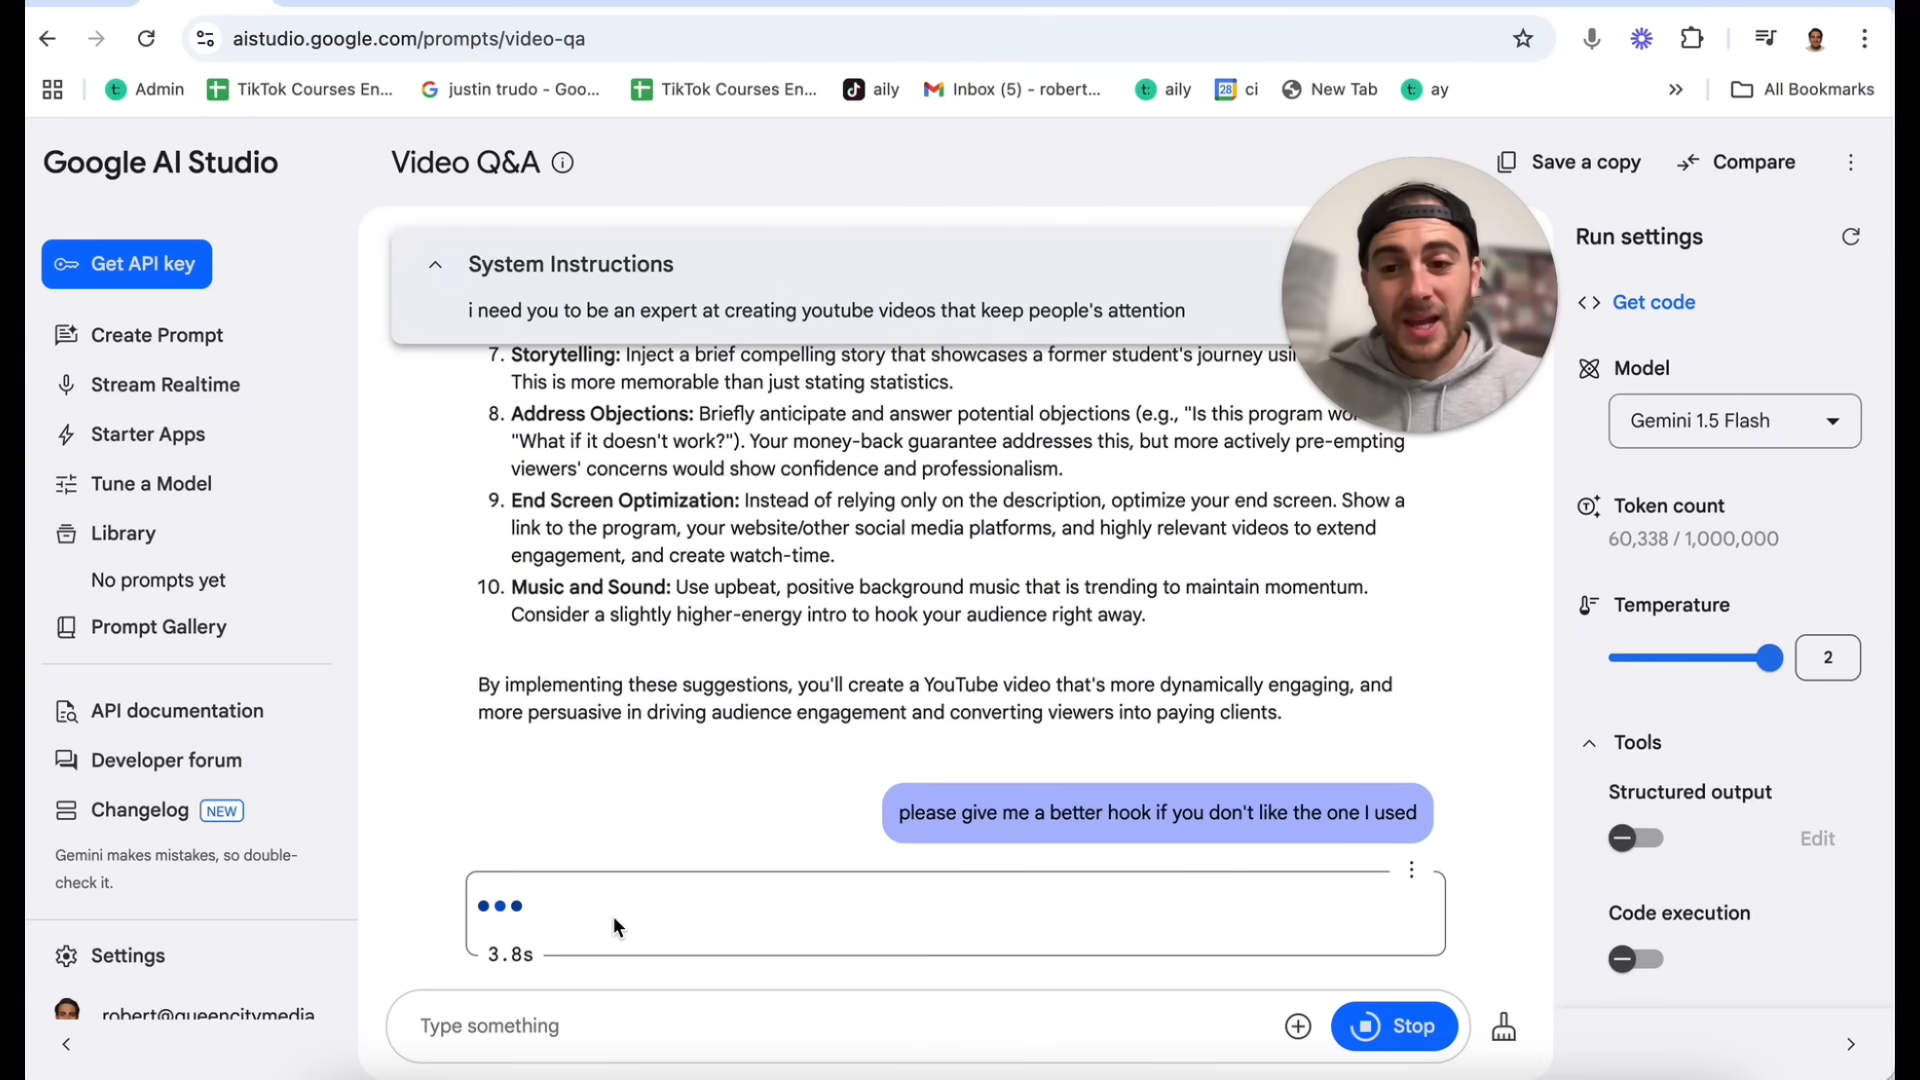 aistudio.google.com/prompts/video-qa
Admin
TikTok Courses En...
justin trudo - Goo...
TikTok Courses En...
aily
Inbox (5) - robert...
aily
28
ci
New Tab
ay
All Bookmarks
Google AI Studio
Video Q&A
Save a copy
Compare
Get API key
Create Prompt
Stream Realtime
Starter Apps
Tune a Model
Library
No prompts yet
Prompt Gallery
API documentation
Developer forum
Changelog NEW
Gemini makes mistakes, so double-
check it.
Settings
robert@queencitymedia
System Instructions
i need you to be an expert at creating youtube videos that keep people's attention
7. Storytelling: Inject a brief compelling story that showcases a former student's journey usi
This is more memorable than just stating statistics.
8. Address Objections: Briefly anticipate and answer potential objections (e.g., "Is this program wo
"What if it doesn't work?"). Your money-back guarantee addresses this, but more actively pre-empting
viewers' concerns would show confidence and professionalism.
9. End Screen Optimization: Instead of relying only on the description, optimize your end screen. Show a
link to the program, your website/other social media platforms, and highly relevant videos to extend
engagement, and create watch-time.
10. Music and Sound: Use upbeat, positive background music that is trending to maintain momentum.
Consider a slightly higher-energy intro to hook your audience right away.
By implementing these suggestions, you'll create a YouTube video that's more dynamically engaging, and
more persuasive in driving audience engagement and converting viewers into paying clients.
please give me a better hook if you don't like the one I used
3.8s
Type something
Stop
Run settings
Get code
Model
Gemini 1.5 Flash
Token count
60,338 / 1,000,000
Temperature
2
Tools
Structured output
Edit
Code execution